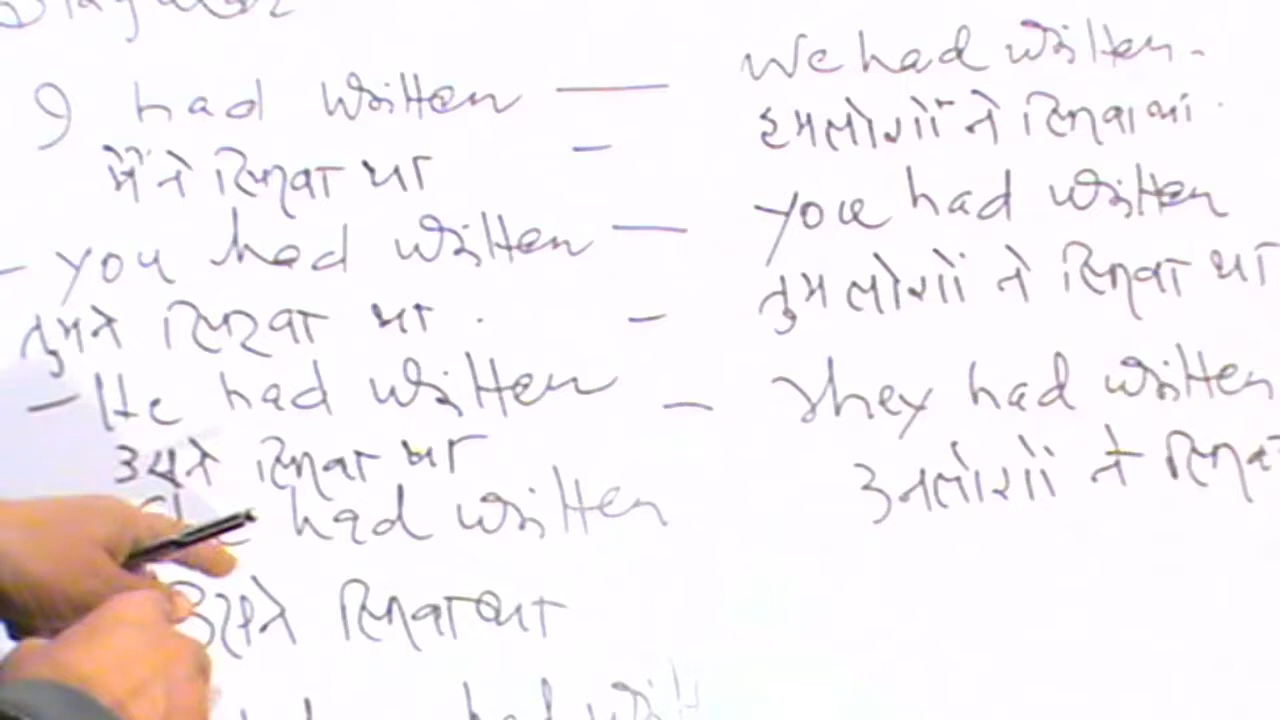 I had written — We had written.
मैंने लिखा था – हमलोगों ने लिखा था.
– you had written — you had written
तुमने लिखा था. – तुम लोगों ने लिखा था
– He had written – They had written
उसने लिखा था उनलोगों ने
had written
उसने लिखा था
had